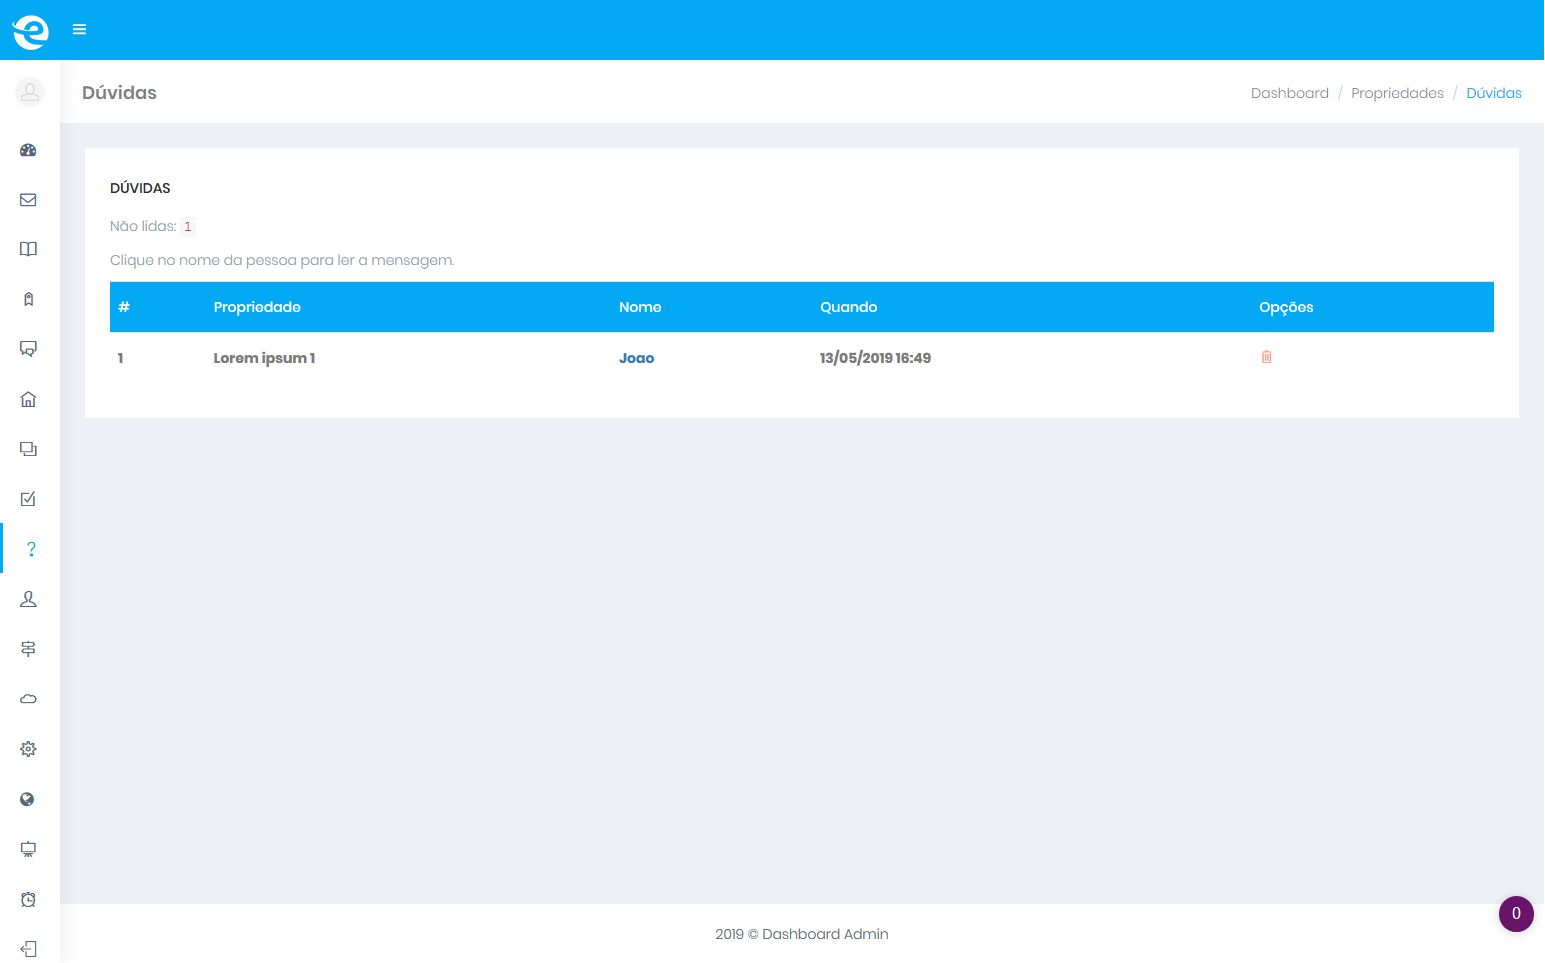 Dúvidas
Dashboard / Propriedades / Dúvidas
DÚVIDAS
Não lidas: 1
Clique no nome da pessoa para ler a mensagem.
# Propriedade Nome Quando Opções
1 Lorem ipsum 1 Joao 13/05/2019 16:49
0
2019 © Dashboard Admin